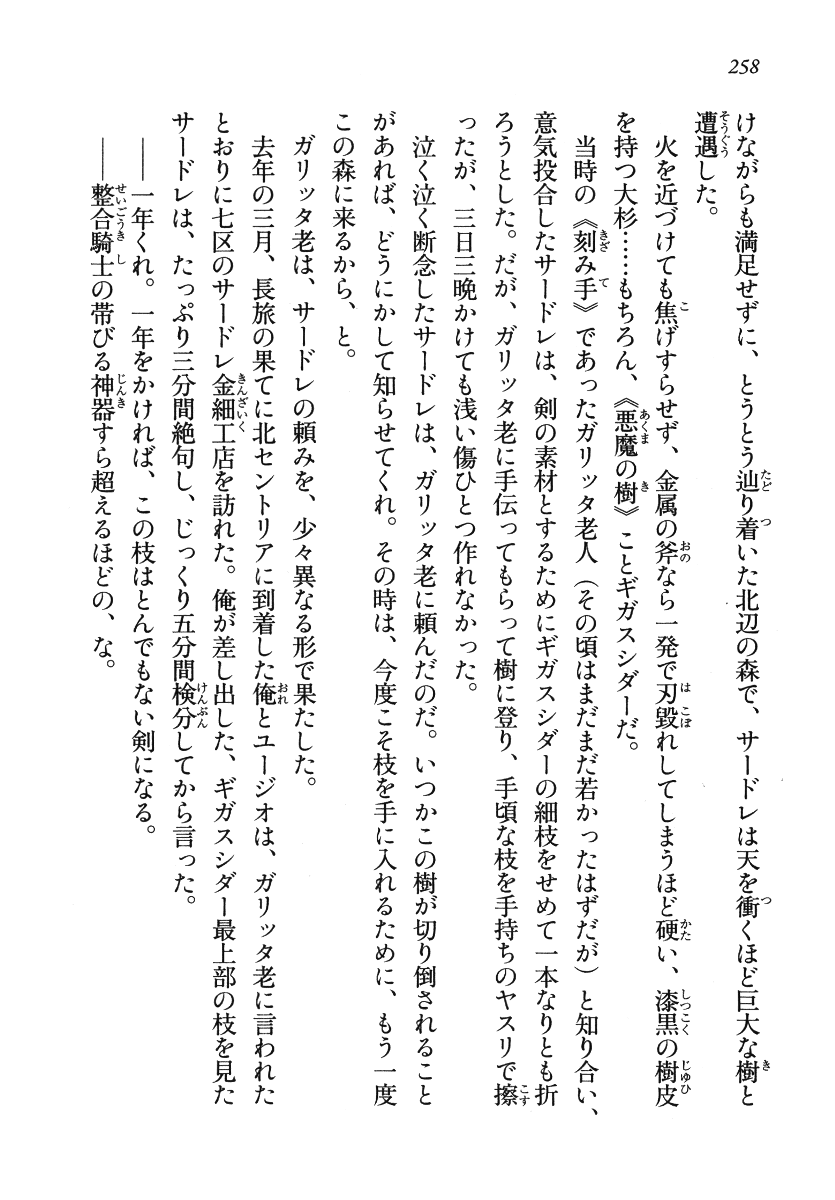 258
けながらも満足せずに、とうとう辿り着いた北辺の森で、サードレは天を衝くほど巨大な樹と
遭遇した。
火を近づけても焦げすらせず、金属の斧なら一発で刃毀れしてしまうほど硬い、漆黒の樹皮
を持つ大杉……もちろん、《悪魔の樹》ことギガスシダーだ。
当時の《刻み手》であったガリッタ老人（その頃はまだまだ若かったはずだが）と知り合い、
意気投合したサードレは、剣の素材とするためにギガスシダーの細枝をせめて一本なりとも折
ろうとした。だが、ガリッタ老に手伝ってもらって樹に登り、手頃な枝を手持ちのヤスリで擦
ったが、三日三晩かけても浅い傷ひとつ作れなかった。
泣く泣く断念したサードレは、ガリッタ老に頼んだのだ。いつかこの樹が切り倒されること
があれば、どうにかして知らせてくれ。その時は、今度こそ枝を手に入れるために、もう一度
この森に来るから、と。
ガリッタ老は、サードレの頼みを、少々異なる形で果たした。
去年の三月、長旅の果てに北セントリアに到着した俺とユージオは、ガリッタ老に言われた
とおりに七区のサードレ金細工店を訪れた。俺が差し出した、ギガスシダー最上部の枝を見た
サードレは、たっぷり三分間絶句し、じっくり五分間検分してから言った。
――一年くれ。一年をかければ、この枝はとんでもない剣になる。
――整合騎士の帯びる神器すら超えるほどの、な。